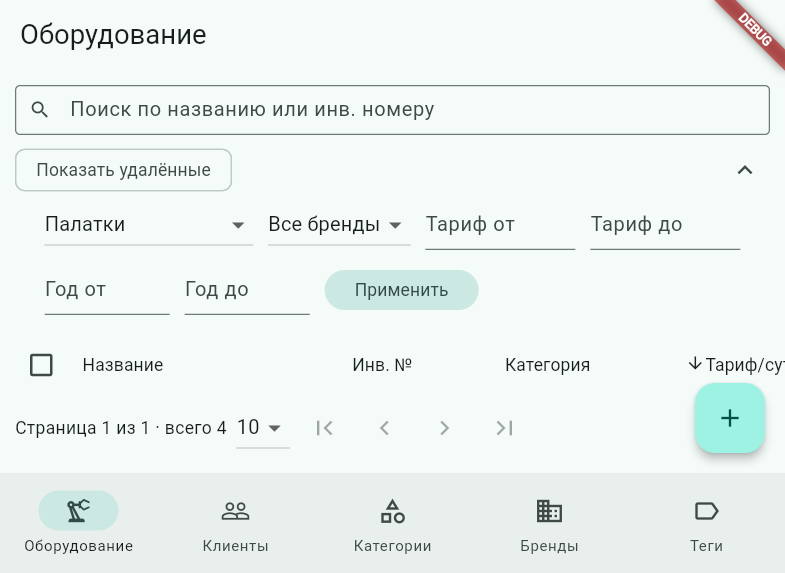 Оборудование
DEBUG
Поиск по названию или инв. номеру
Показать удалённые
Палатки Все бренды Тариф от Тариф до
Год от Год до Применить
Название Инв. № Категория Тариф/сут
Страница 1 из 1 · всего 4 10
Оборудование Клиенты Категории Бренды Теги